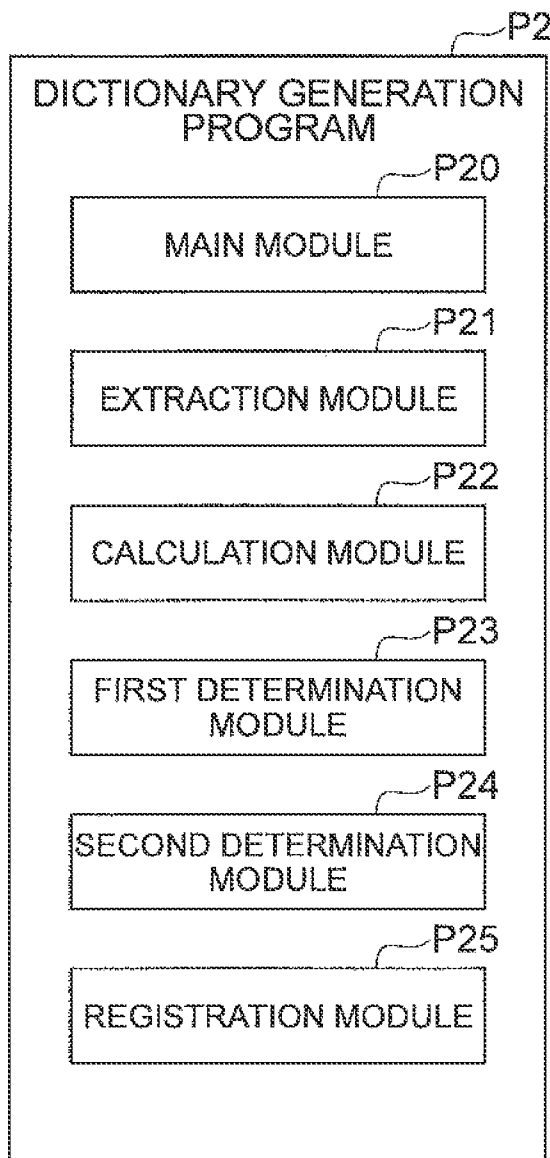 P2
DICTIONARY GENERATION
PROGRAM
P20
MAIN MODULE
P21
EXTRACTION MODULE
P22
CALCULATION MODULE
P23
FIRST DETERMINATION
MODULE
P24
SECOND DETERMINATION
MODULE
P25
REGISTRATION MODULE